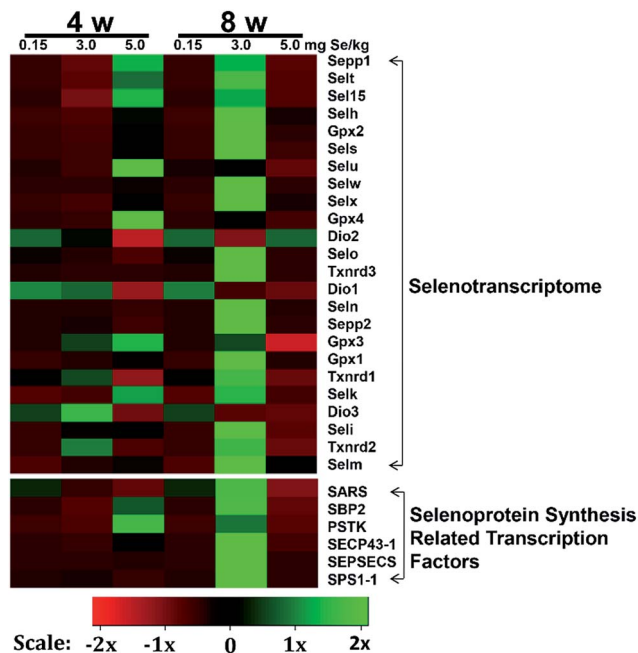 4 w 8 w
0.15 3.0 5.0 0.15 3.0 5.0 mg Se/kg
Sepp1
Selt
Sel15
Selh
Gpx2
Sels
Selu
Selw
Selx
Gpx4
Dio2
Selo
Txnrd3
Dio1
Seln
Sepp2
Gpx3
Gpx1
Txnrd1
Selk
Dio3
Seli
Txnrd2
Selm
Selenotranscriptome
SARS
SBP2
PSTK
SECP43-1
SEPSECS
SPS1-1
Selenoprotein Synthesis
Related Transcription
Factors
Scale: -2x -1x 0 1x 2x